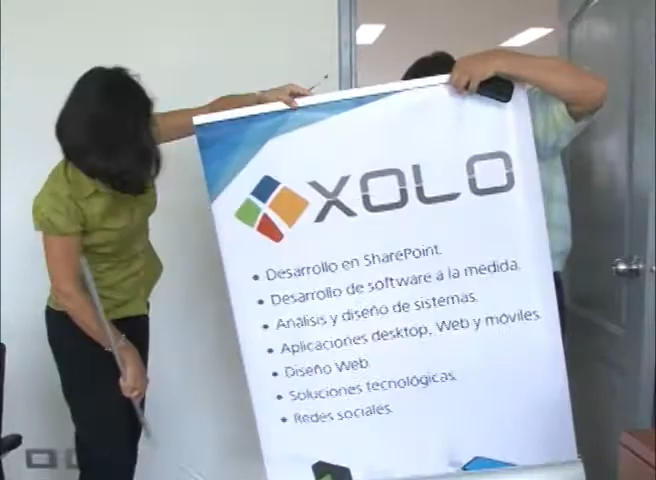 XOLO
• Desarrollo en SharePoint.
• Desarrollo de software a la medida.
• Análisis y diseño de sistemas.
• Aplicaciones desktop, Web y móviles.
• Diseño Web.
• Soluciones tecnológicas.
• Redes sociales.